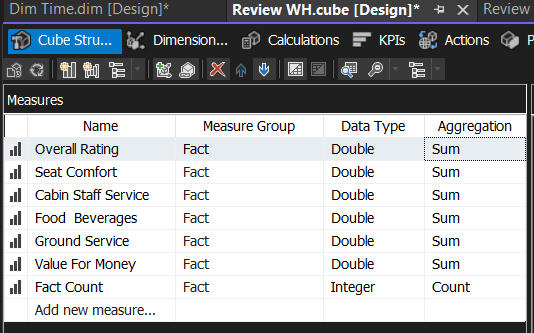 Dim Time.dim [Design]* Review WH.cube [Design]* Review
Cube Stru... Dimension... Calculations KPIs Actions P
Measures
Name Measure Group Data Type Aggregation
Overall Rating Fact Double Sum
Seat Comfort Fact Double Sum
Cabin Staff Service Fact Double Sum
Food  Beverages Fact Double Sum
Ground Service Fact Double Sum
Value For Money Fact Double Sum
Fact Count Fact Integer Count
Add new measure...